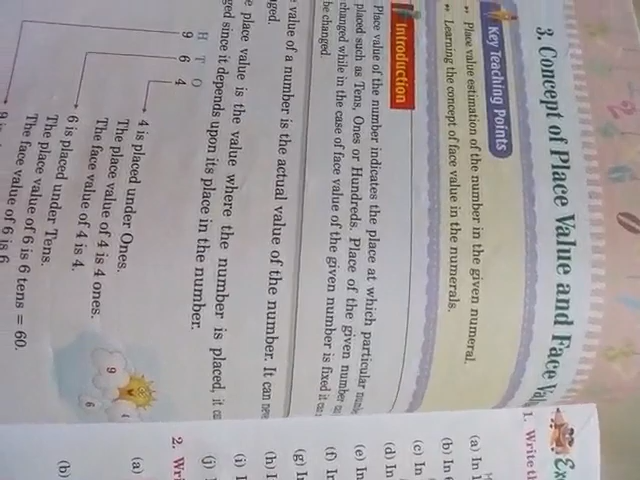 3. Concept of Place Value and Face Va
Key Teaching Points
Place value estimation of the number in the given numeral.
Learning the concept of face value in the numerals.
Introduction
Place value of the number indicates the place at which particular
placed such as Tens, Ones or Hundreds. Place of the given number
changed while in the case of face value of the given number is fixed it
be changed.
value of a number is the actual value of the number. It can
ged.
e place value is the value where the number is placed, it
ged since it depends upon its place in the number.
H T O
9 6 4
4 is placed under Ones.
The place value of 4 is 4 ones.
The face value of 4 is 4.
6 is placed under Tens.
The place value of 6 is 6 tens = 60.
The face value of 6 is 6
9
6
4
Ex
1. Write th
(a) In
(b) In
(c) In
(d) In
(e) In
(f) In
(g) In
(h) I
(i)
(j)
2. Wri
(a)
(b)